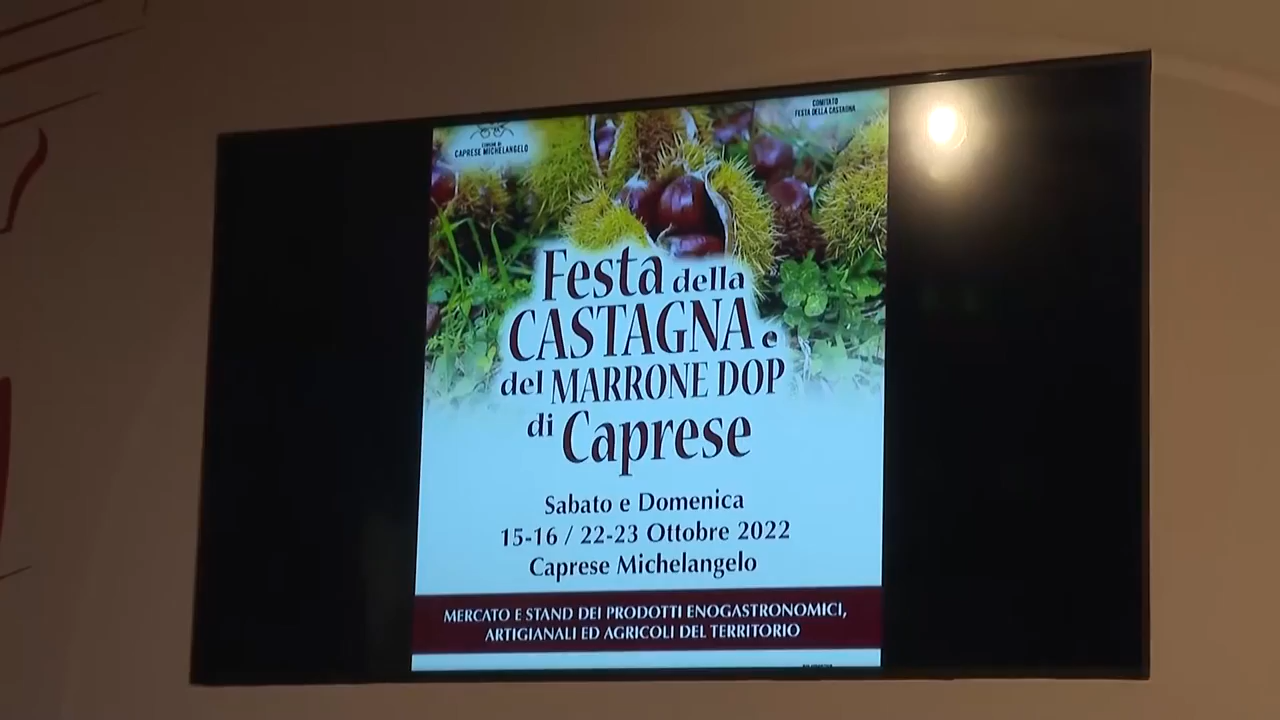 COMUNE DI
CAPRESE MICHELANGELO
COMITATO
FESTA DELLA CASTAGNA
Festa della
CASTAGNA e
del MARRONE DOP
di Caprese
Sabato e Domenica
15-16 / 22-23 Ottobre 2022
Caprese Michelangelo
MERCATO E STAND DEI PRODOTTI ENOGASTRONOMICI,
ARTIGIANALI ED AGRICOLI DEL TERRITORIO